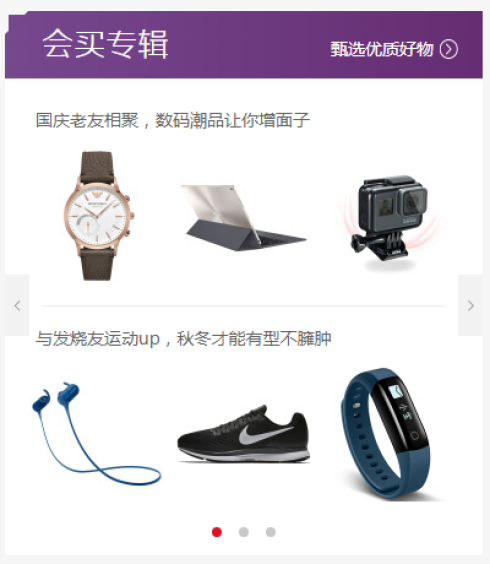 会买专辑
甄选优质好物
国庆老友相聚，数码潮品让你增面子
与发烧友运动up，秋冬才能有型不臃肿